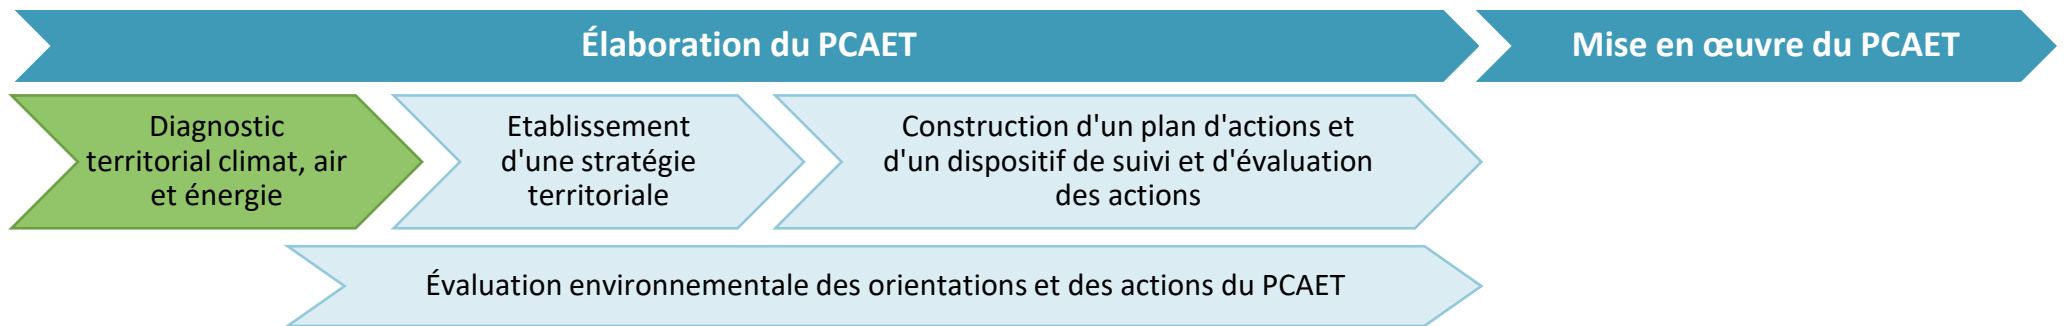 Élaboration du PCAET
Mise en œuvre du PCAET
Diagnostic
territorial climat, air
et énergie
Etablissement
d'une stratégie
territoriale
Construction d'un plan d'actions et
d'un dispositif de suivi et d'évaluation
des actions
Évaluation environnementale des orientations et des actions du PCAET